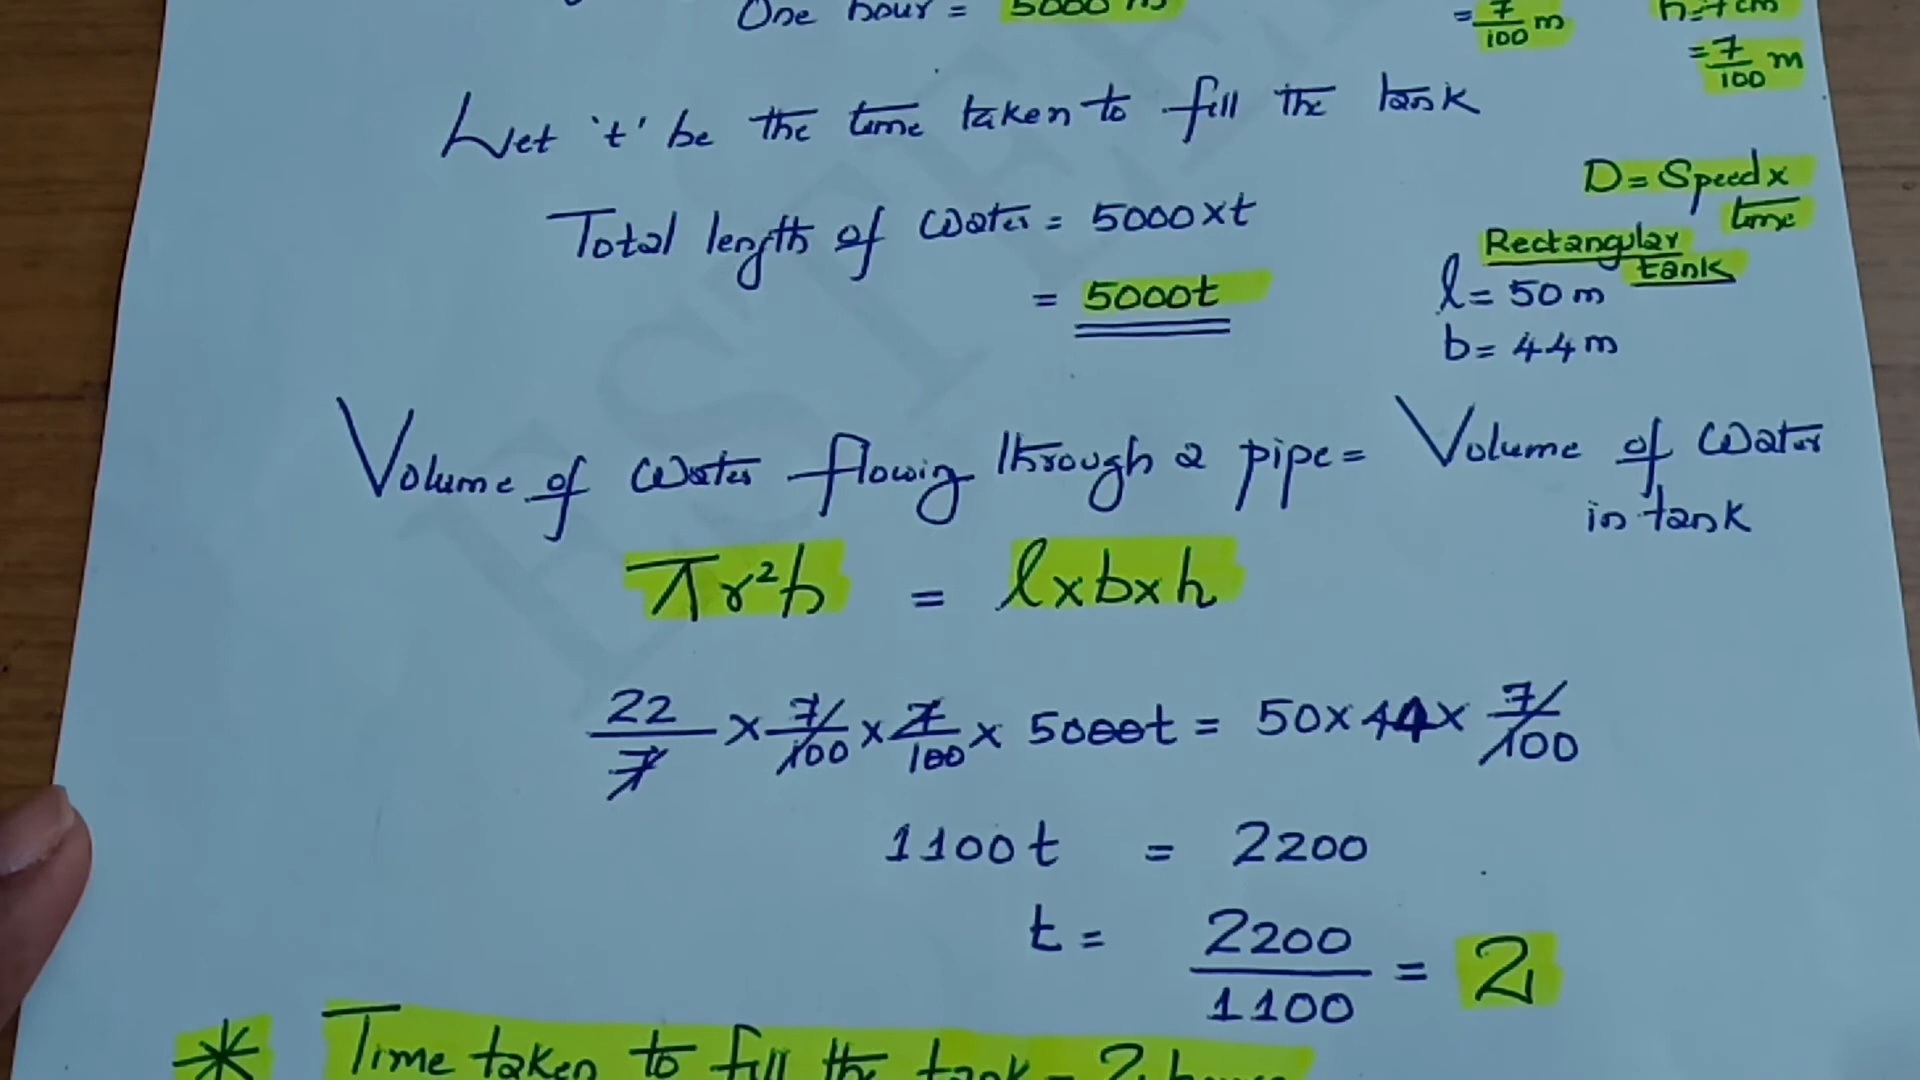 One hour = 5000 m
= 7/100 m
h = 7 cm
= 7/100 m
Let 't' be the time taken to fill the tank
Total length of water = 5000xt
= 5000t
D = Speed x time
Rectangular tank
l = 50 m
b = 44 m
Volume of water flowing through a pipe = Volume of water in tank
πr²h = l x b x h
22/7 x 7/100 x 7/100 x 5000t = 50 x 44 x 7/100
1100t = 2200
t = 2200/1100 = 2
* Time taken to fill the tank = 2 hours